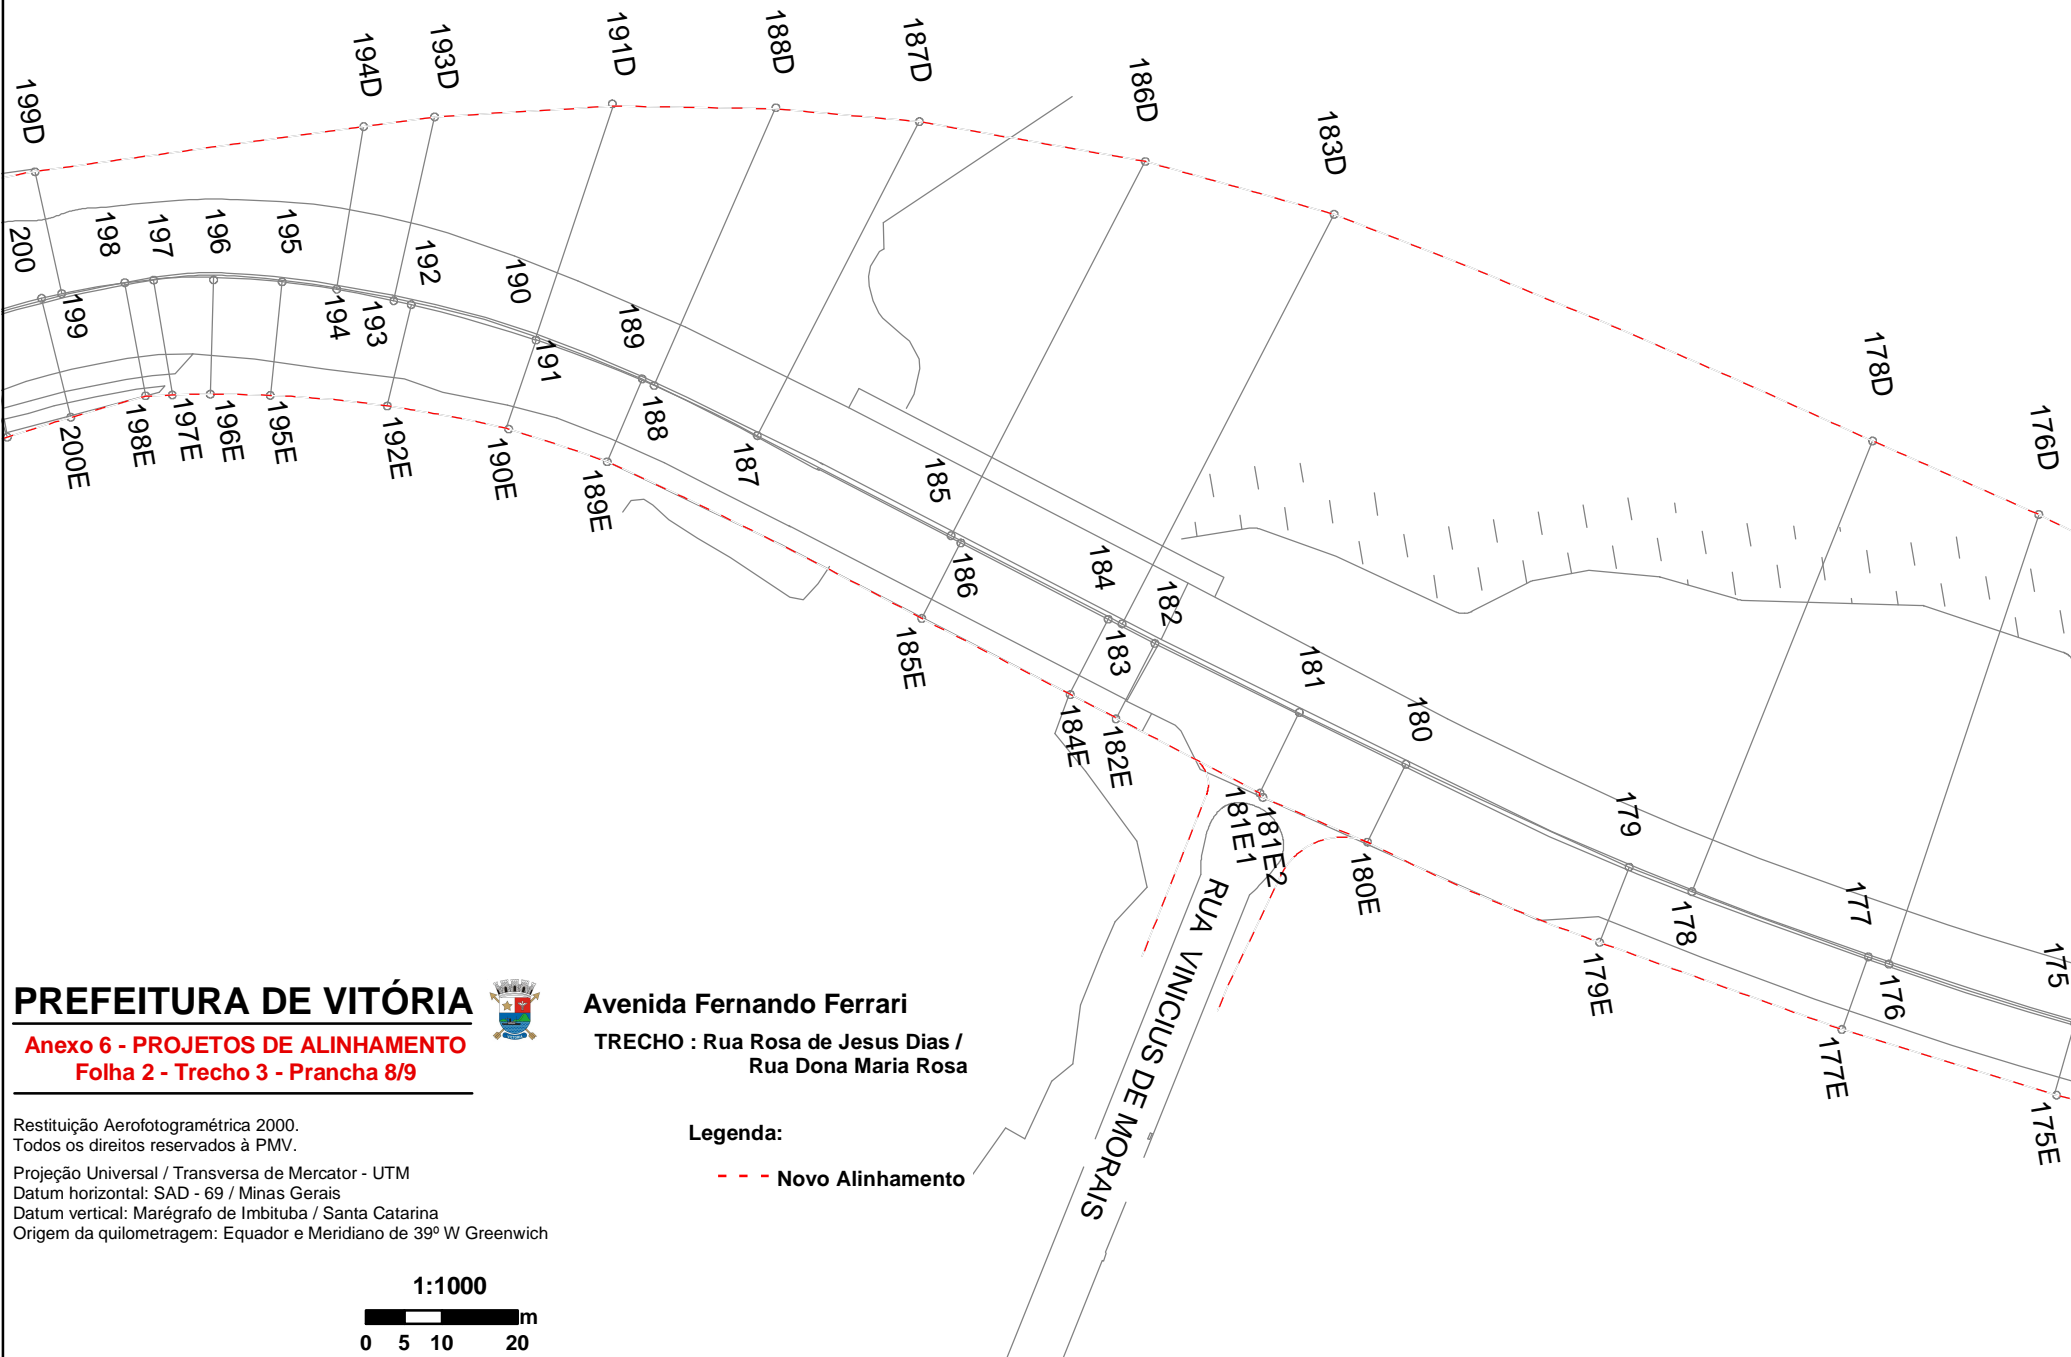 199D
194D
193D
191D
188D
187D
186D
183D
178D
176D
200
198
197
196
195
192
190
189
185
184
182
181
180
179
177
175
199
194
193
191
188
187
186
183
178
176
200E
198E
197E
196E
195E
192E
190E
189E
185E
184E
182E
181E1
181E2
180E
179E
177E
175E
RUA VINICIUS DE MORAIS
PREFEITURA DE VITÓRIA
Anexo 6 - PROJETOS DE ALINHAMENTO
Folha 2 - Trecho 3 - Prancha 8/9
Avenida Fernando Ferrari
TRECHO : Rua Rosa de Jesus Dias /
Rua Dona Maria Rosa
Restituição Aerofotogramétrica 2000.
Todos os direitos reservados à PMV.
Projeção Universal / Transversa de Mercator - UTM
Datum horizontal: SAD - 69 / Minas Gerais
Datum vertical: Marégrafo de Imbituba / Santa Catarina
Origem da quilometragem: Equador e Meridiano de 39º W Greenwich
Legenda:
Novo Alinhamento
1:1000
m
0 5 10 20